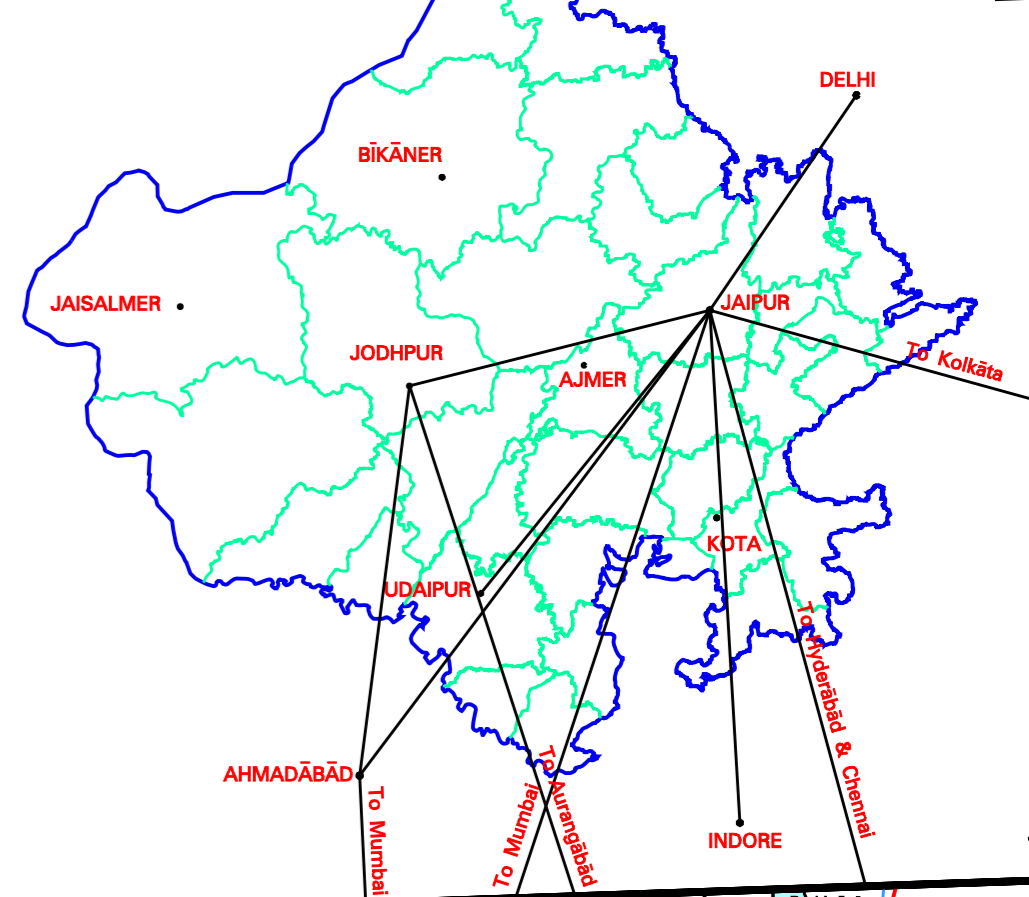 DELHI
BĪKĀNER
JAISALMER
JAIPUR
JODHPUR
To Kolkāta
AJMER
KOTA
UDAIPUR
To Hyderābād & Chennai
AHMADĀBĀD
To Mumbai
To Mumbai
To Aurangābād
INDORE